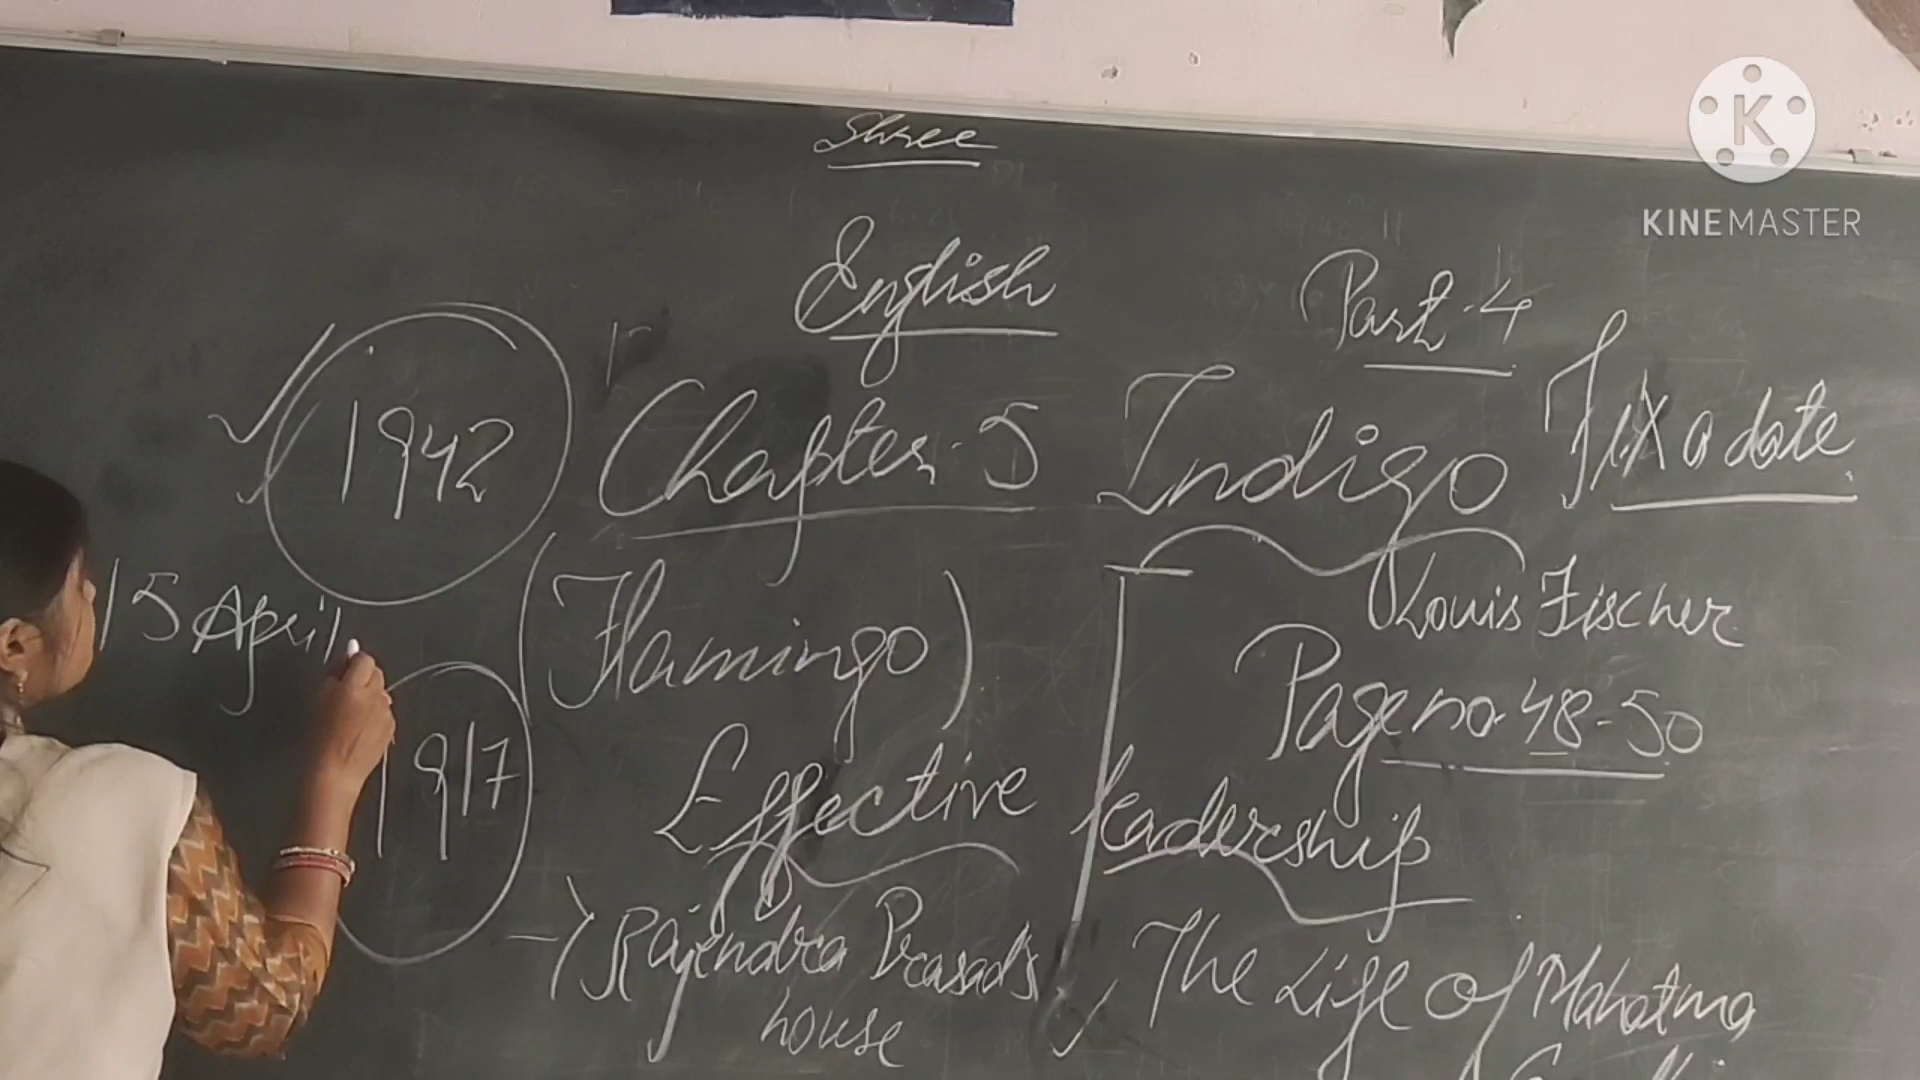 Shree
English
Part-4
1942
Chapter-5 Indigo Fix a date
15 April
(Flamingo)
Louis Fischer
Page no-48-50
1917
Effective leadership
→ Rajendra Prasad's
house
The Life of Mahatma
K
KINEMASTER